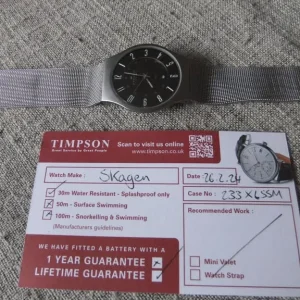 TIMPSON
Great Service by Great People
Scan to visit us online
www.timpson.co.uk
Watch Make : Skagen
Date 26.2.24
30m Water Resistant - Splashproof only
50m - Surface Swimming
100m - Snorkelling & Swimming
(Manufacturers guidelines)
Case No : 233XLSSM
Recommended Work :
WE HAVE FITTED A BATTERY WITH A
1 YEAR GUARANTEE
LIFETIME GUARANTEE
Mini Valet
Watch Strap